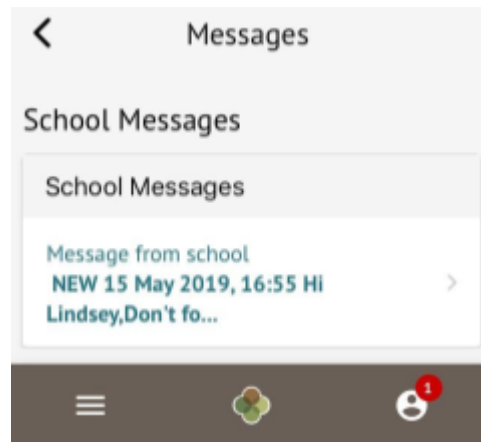 Messages
School Messages
School Messages
Message from school
NEW 15 May 2019, 16:55 Hi
Lindsey,Don't fo...
1